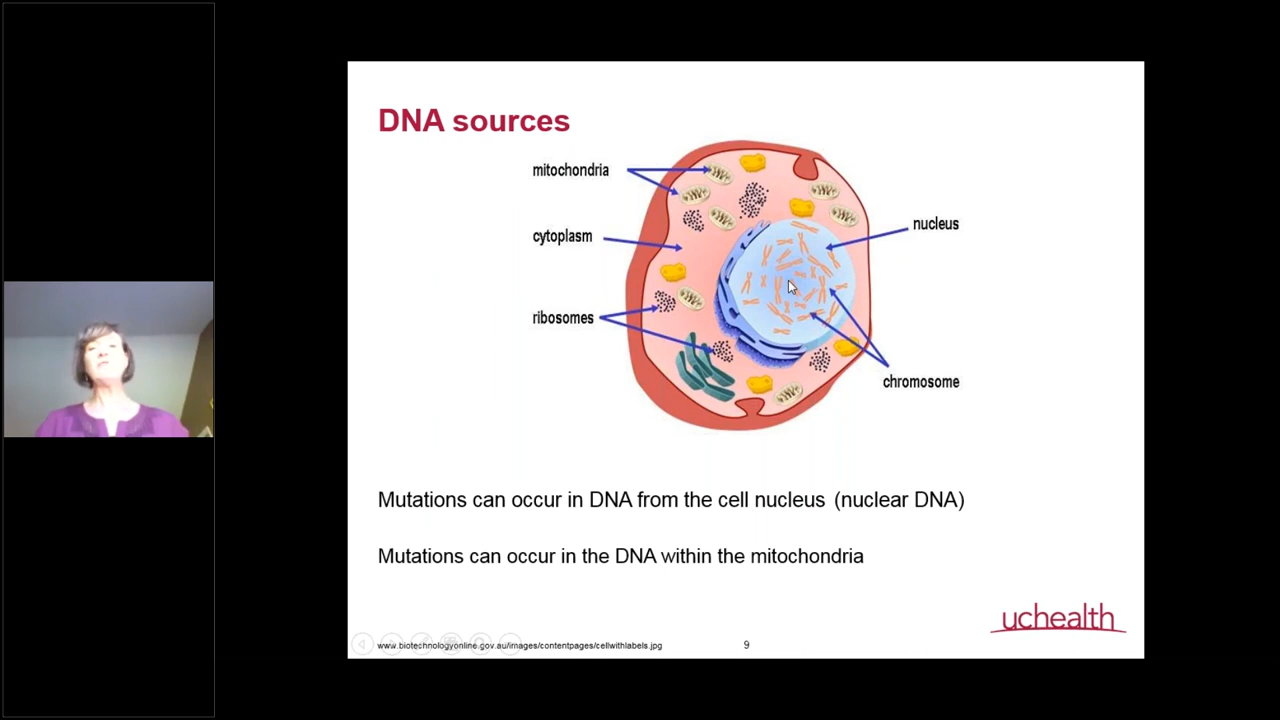 DNA sources
mitochondria
nucleus
cytoplasm
ribosomes
chromosome
Mutations can occur in DNA from the cell nucleus (nuclear DNA)
Mutations can occur in the DNA within the mitochondria
uchealth
www.biotechnologyonline.gov.au/images/contentpages/cellwithlabels.jpg
9